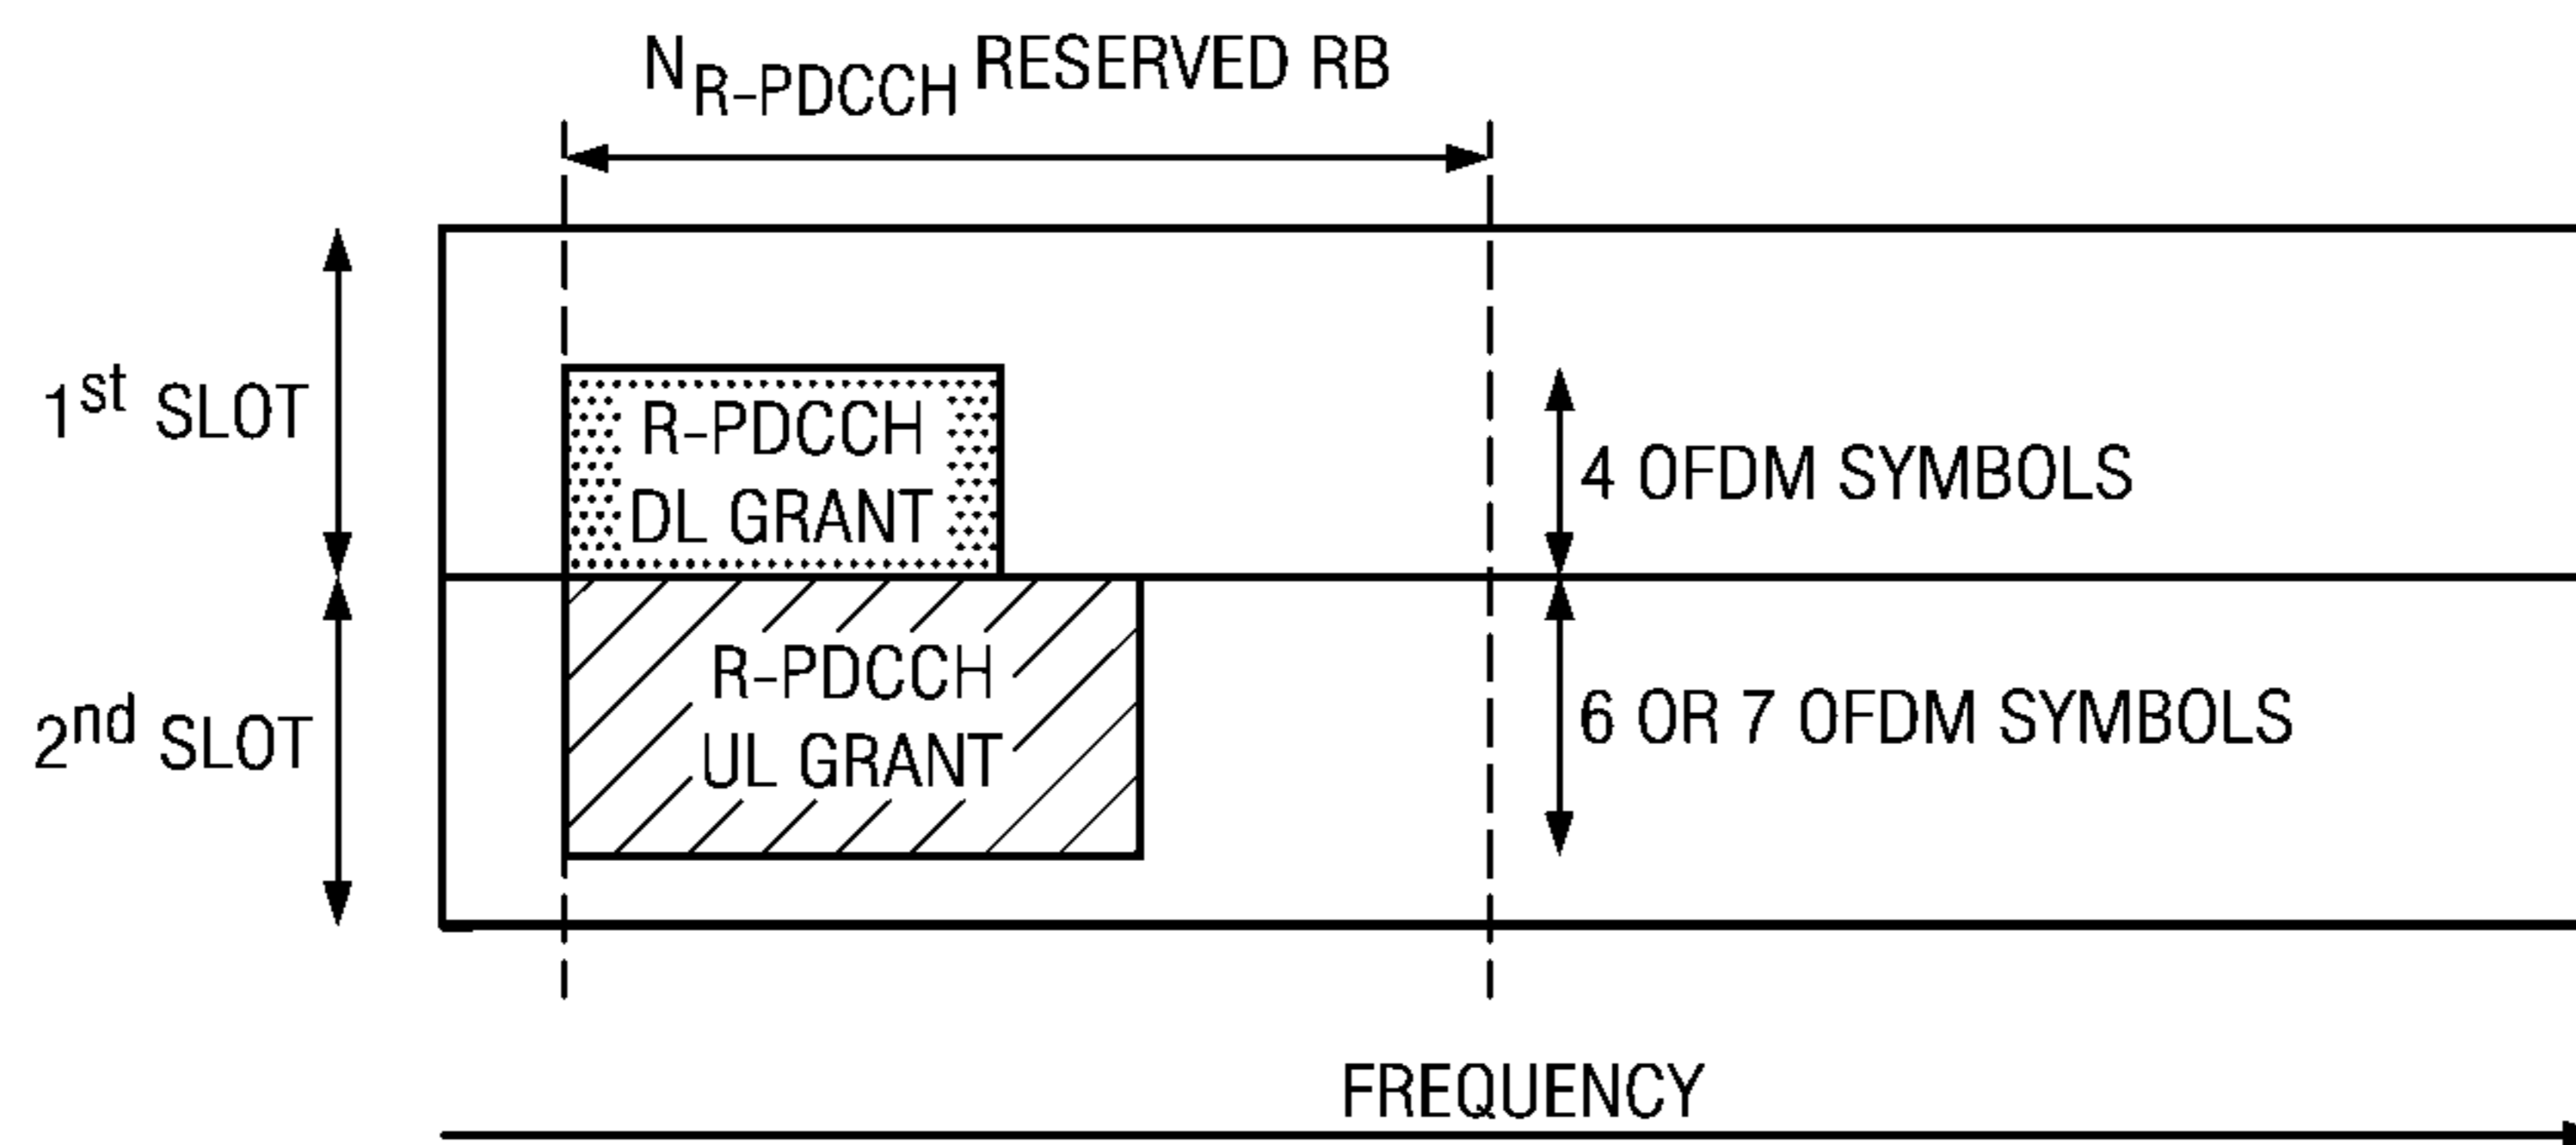 N R-PDCCH RESERVED RB
1st SLOT
R-PDCCH
DL GRANT
4 OFDM SYMBOLS
2nd SLOT
R-PDCCH
UL GRANT
6 OR 7 OFDM SYMBOLS
FREQUENCY